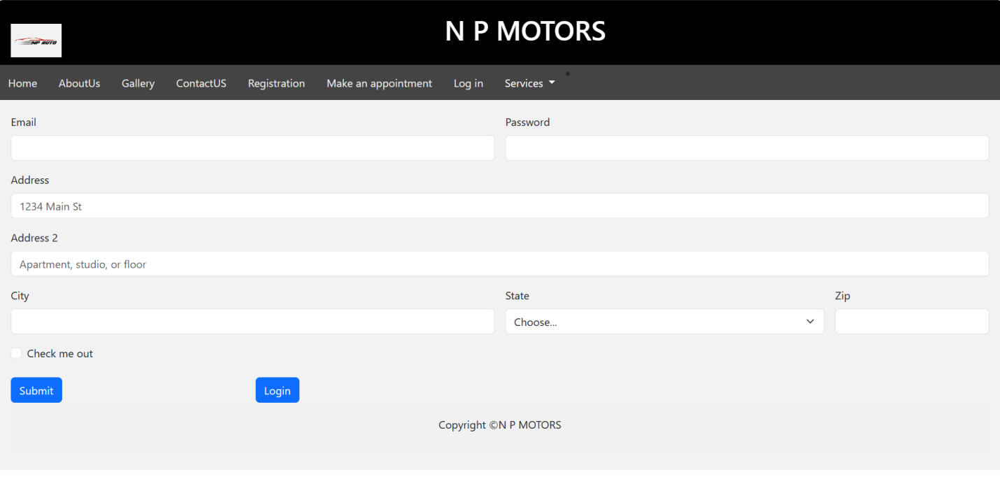 N P MOTORS
NP AUTO
Home AboutUs Gallery ContactUS Registration Make an appointment Log in Services
Email Password
Address
1234 Main St
Address 2
Apartment, studio, or floor
City State Zip
Choose...
Check me out
Submit Login
Copyright ©N P MOTORS